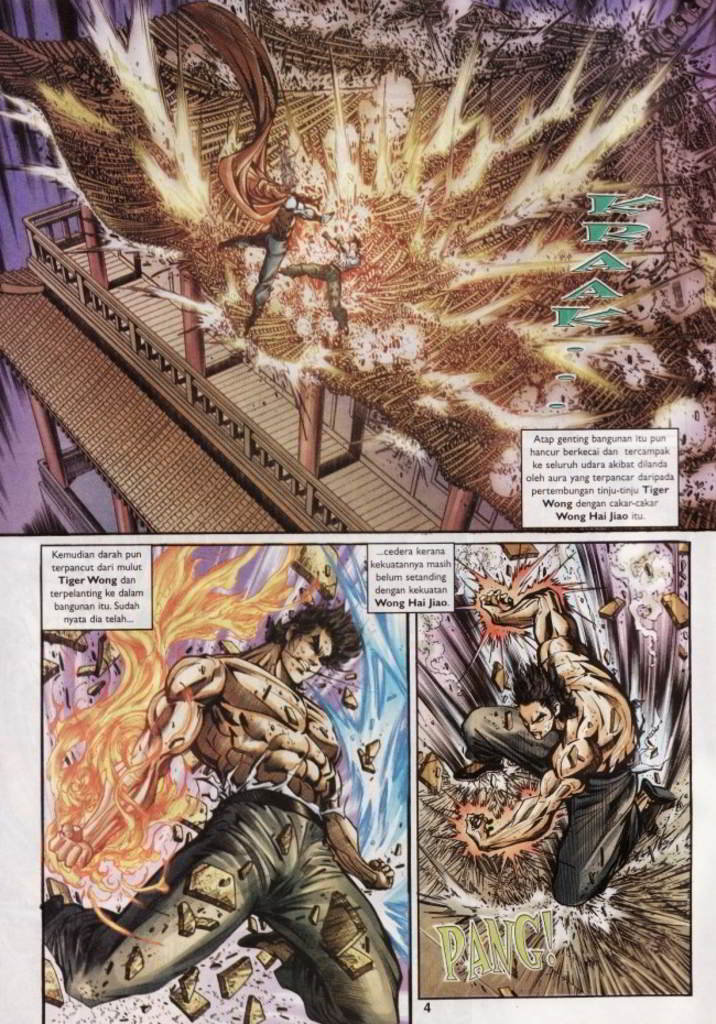 KRAAK...
Atap genting bangunan itu pun
hancur berkecai dan tercampak
ke seluruh udara akibat dilanda
oleh aura yang terpancar daripada
pertembungan tinju-tinju Tiger
Wong dengan cakar-cakar
Wong Hai Jiao itu.
Kemudian darah pun
terpancut dari mulut
Tiger Wong dan
terpelanting ke dalam
bangunan itu. Sudah
nyata dia telah...
...cedera kerana
kekuatannya masih
belum setanding
dengan kekuatan
Wong Hai Jiao.
PANG!
4